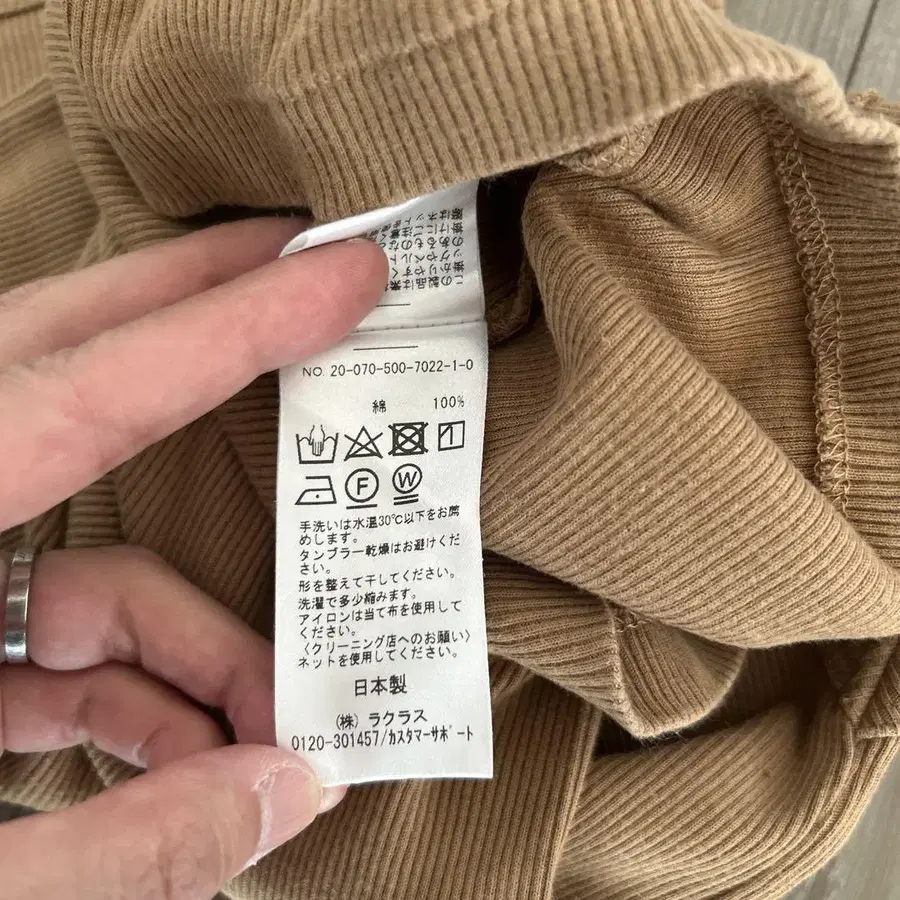 NO. 20-070-500-7022-1-0
綿 100%
F W
手洗いは水温30℃以下をお薦
めします。
タンブラー乾燥はお避けくだ
さい。
形を整えて干してください。
洗濯で多少縮みます。
アイロンは当て布を使用して
ください。
〈クリーニング店へのお願い〉
ネットを使用してください。
日本製
(株) ラクラス
0120-301457/カスタマーサポート